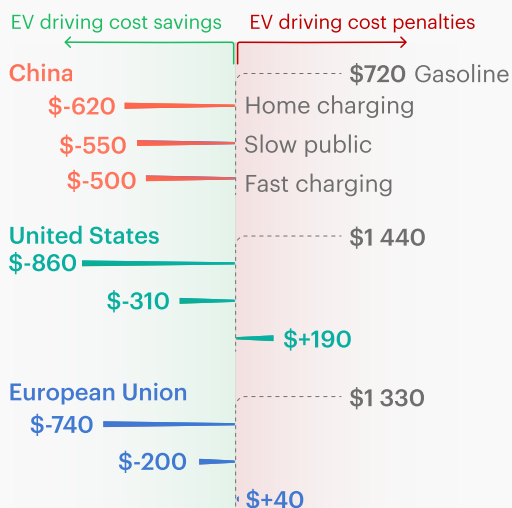 EV driving cost savings EV driving cost penalties
China $720 Gasoline
$-620 Home charging
$-550 Slow public
$-500 Fast charging
United States $1 440
$-860
$-310
$+190
European Union $1 330
$-740
$-200
$+40